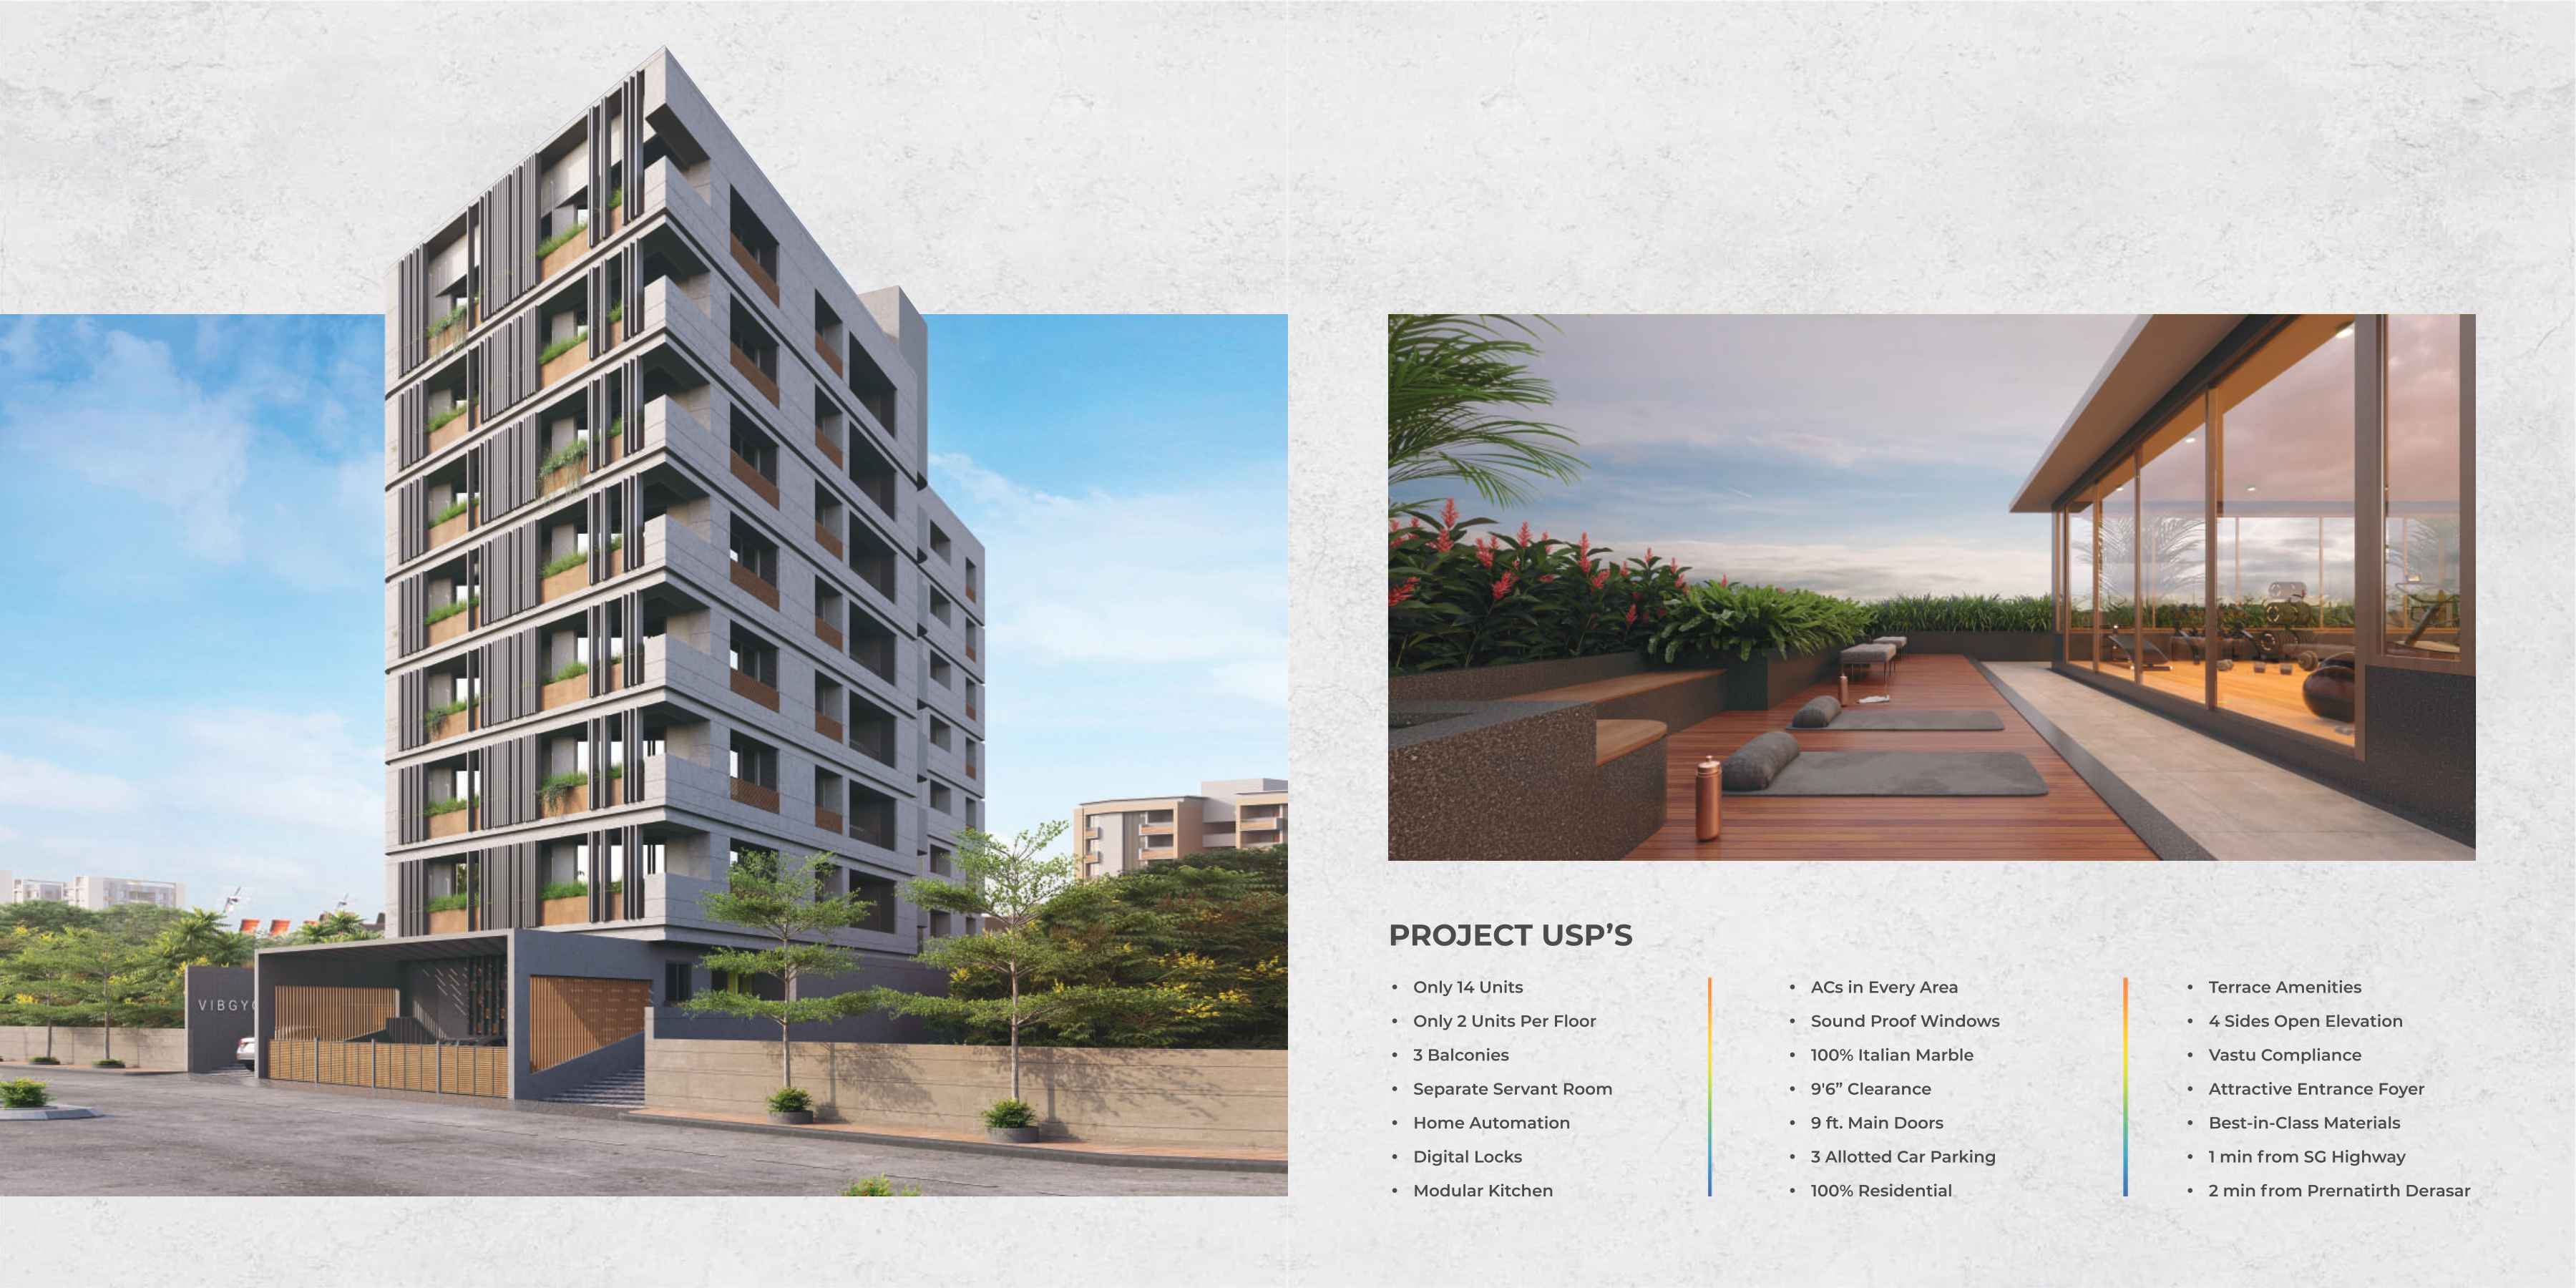 VIBGYO
PROJECT USP’S
• Only 14 Units
• Only 2 Units Per Floor
• 3 Balconies
• Separate Servant Room
• Home Automation
• Digital Locks
• Modular Kitchen
• ACs in Every Area
• Sound Proof Windows
• 100% Italian Marble
• 9'6” Clearance
• 9 ft. Main Doors
• 3 Allotted Car Parking
• 100% Residential
• Terrace Amenities
• 4 Sides Open Elevation
• Vastu Compliance
• Attractive Entrance Foyer
• Best-in-Class Materials
• 1 min from SG Highway
• 2 min from Prernatirth Derasar